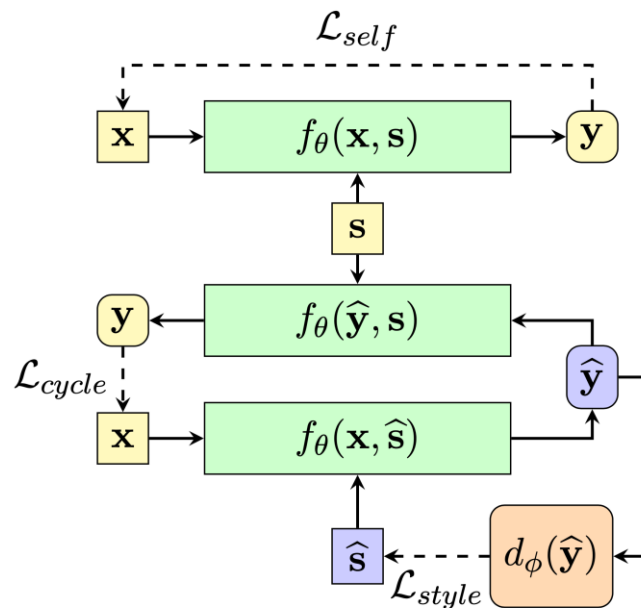 ℒ_self
x f_θ(x, s) y
s
y f_θ(ŷ, s)
ℒ_cycle ŷ
x f_θ(x, ŝ)
ŝ d_ϕ(ŷ)
ℒ_style